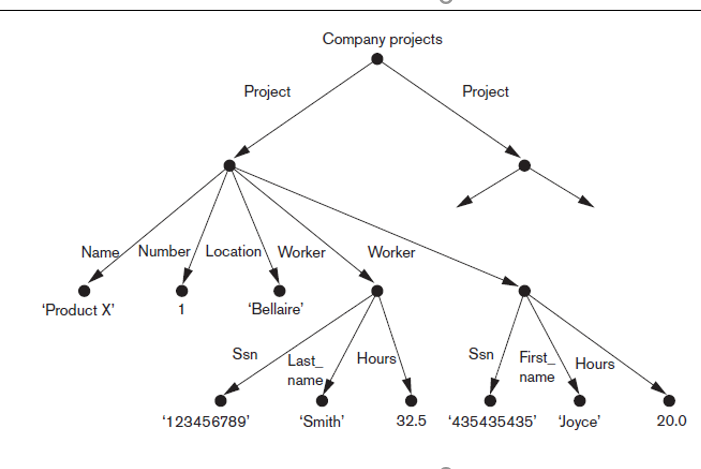 Company projects
Project
Project
Name
Number
Location
Worker
Worker
‘Product X’
1
‘Bellaire’
Ssn
Last_
name
Hours
Ssn
First_
name
Hours
‘123456789’
‘Smith’
32.5
‘435435435’
‘Joyce’
20.0